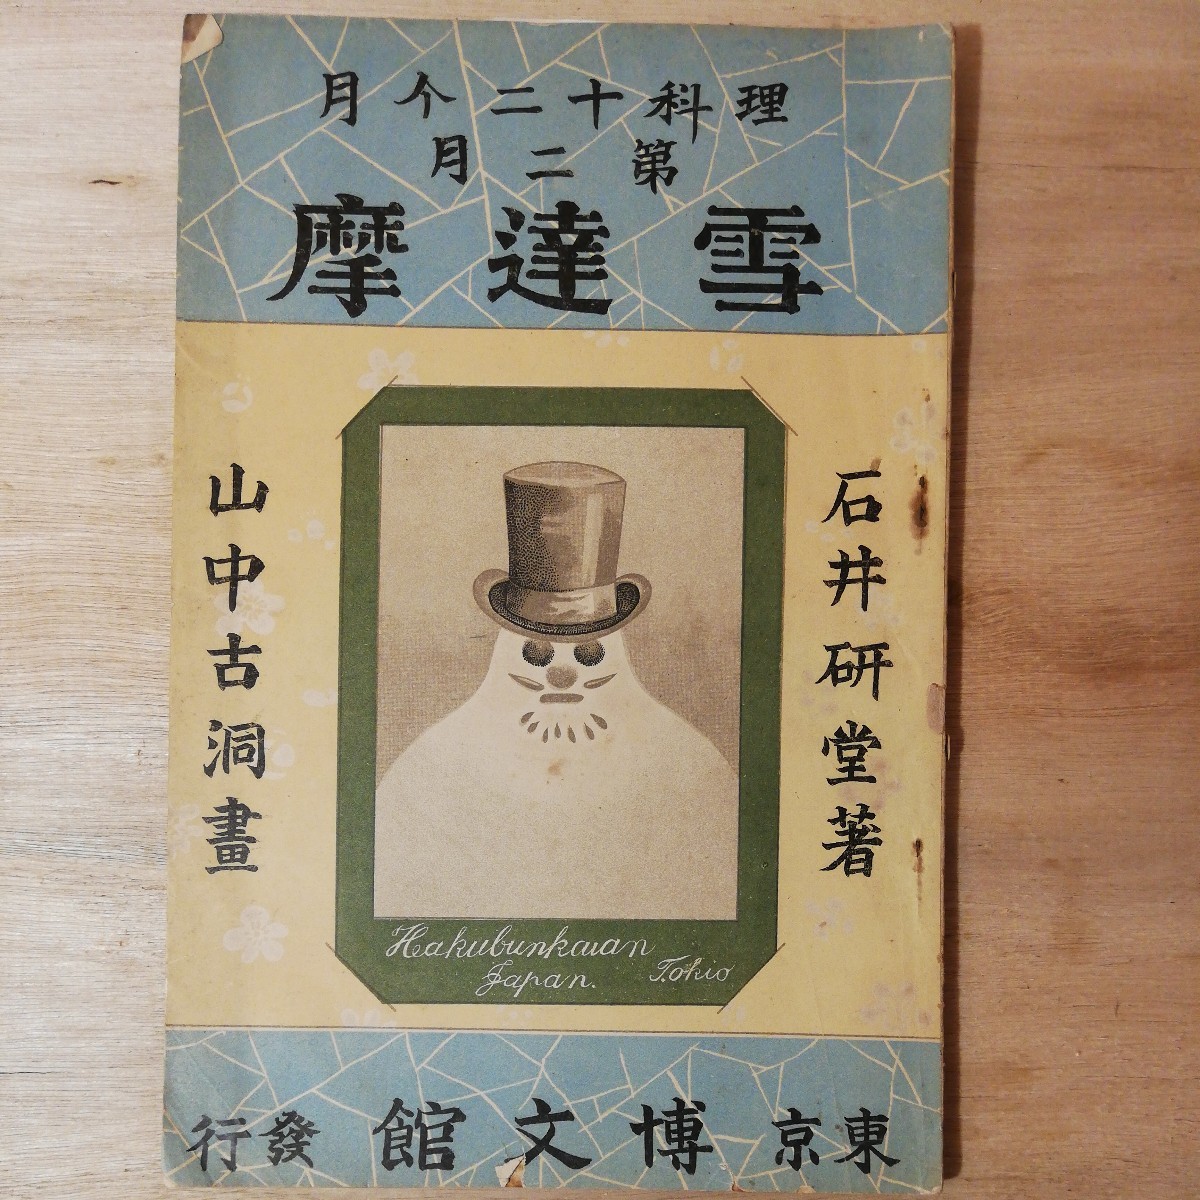 理科十二个月
第二月
雪達摩
石井研堂著
山中古洞畫
Hakubunkwan
Japan. Tokio
東京博文館發行